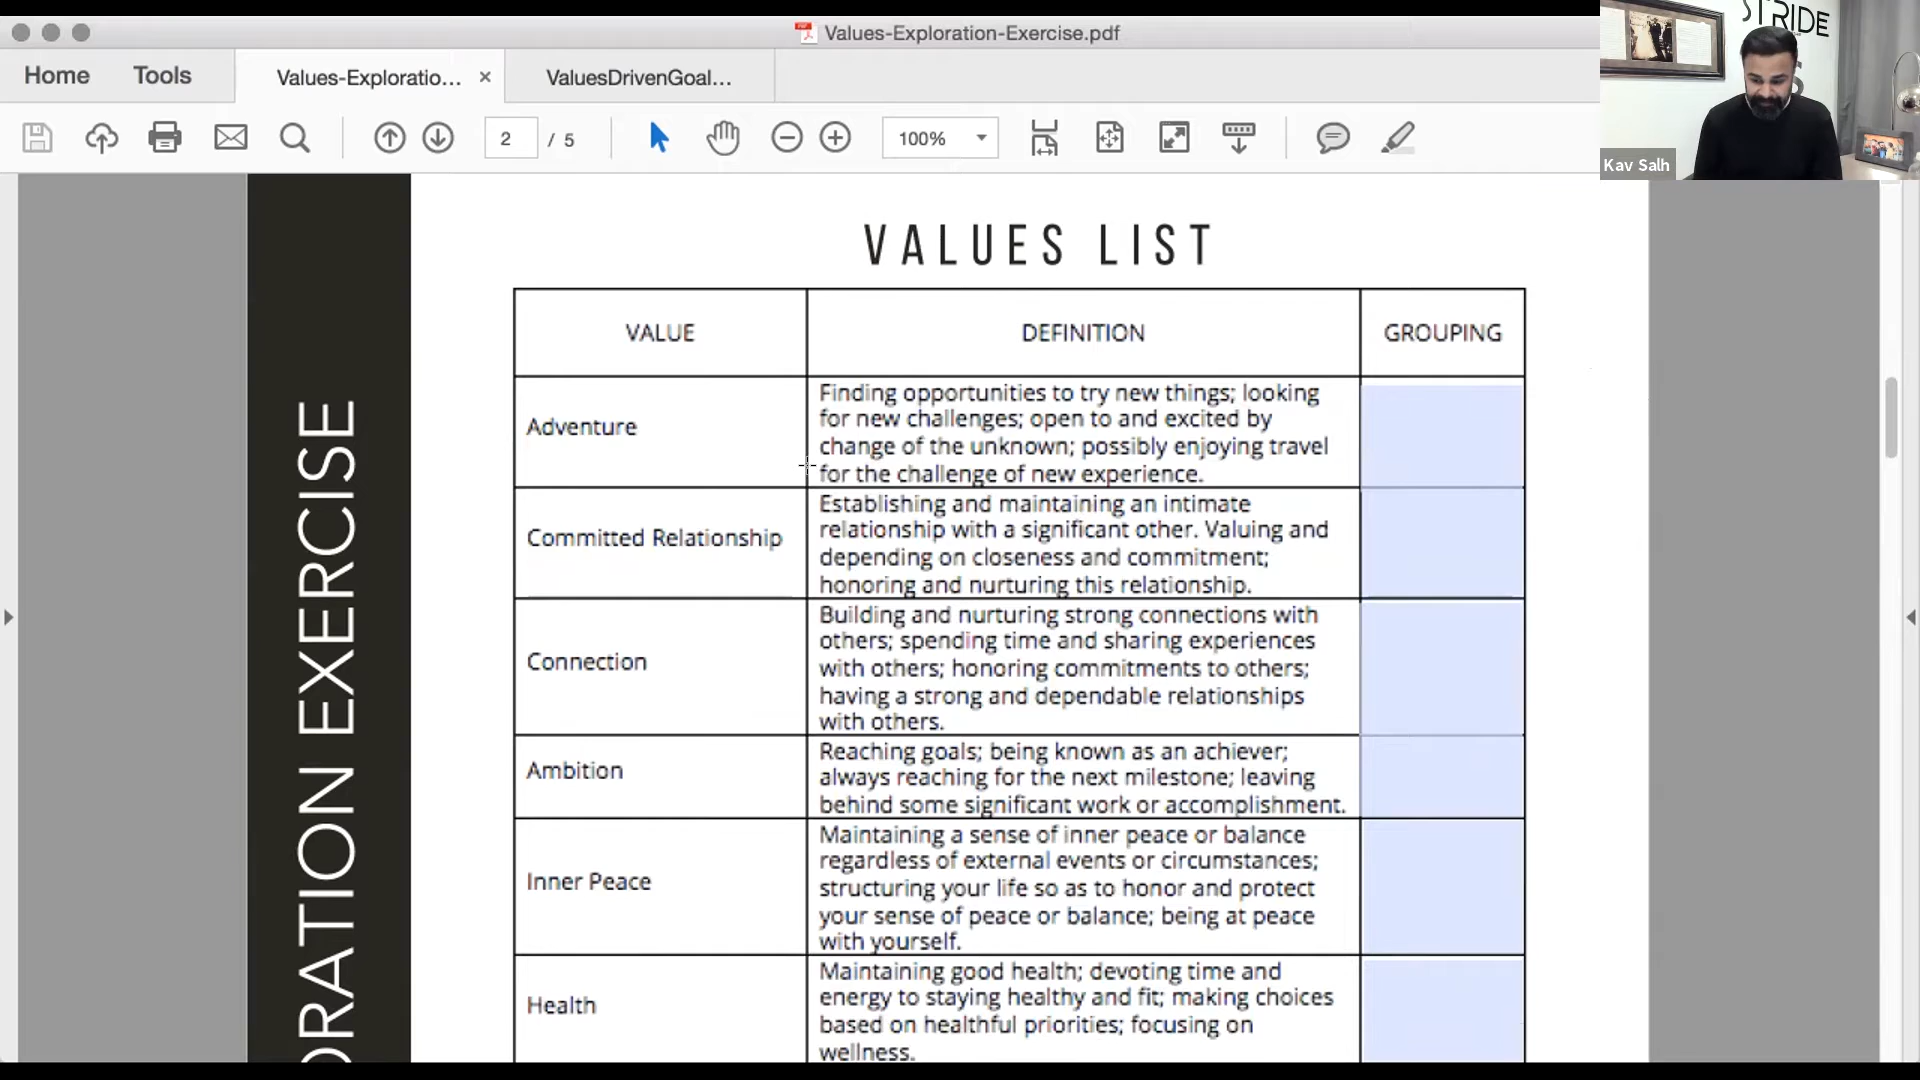 Values-Exploration-Exercise.pdf
STRIDE
Home
Tools
Values-Exploratio...
ValuesDrivenGoal...
2
/ 5
100%
Kav Salh
VALUES LIST
VALUE
DEFINITION
GROUPING
Adventure
Finding opportunities to try new things; looking
for new challenges; open to and excited by
change of the unknown; possibly enjoying travel
for the challenge of new experience.
Committed Relationship
Establishing and maintaining an intimate
relationship with a significant other. Valuing and
depending on closeness and commitment;
honoring and nurturing this relationship.
Connection
Building and nurturing strong connections with
others; spending time and sharing experiences
with others; honoring commitments to others;
having a strong and dependable relationships
with others.
Ambition
Reaching goals; being known as an achiever;
always reaching for the next milestone; leaving
behind some significant work or accomplishment.
Inner Peace
Maintaining a sense of inner peace or balance
regardless of external events or circumstances;
structuring your life so as to honor and protect
your sense of peace or balance; being at peace
with yourself.
Health
Maintaining good health; devoting time and
energy to staying healthy and fit; making choices
based on healthful priorities; focusing on
wellness.
ORATION EXERCISE